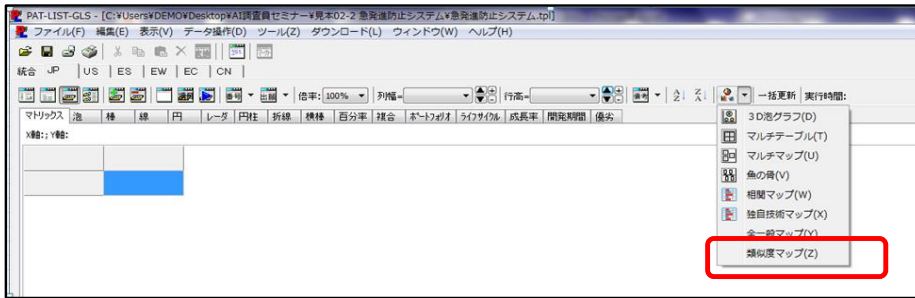 PAT-LIST-GLS - [C:¥Users¥DEMO¥Desktop¥AI調査員セミナー¥見本02-2 急発進防止システム¥急発進防止システム.tpl]
ファイル(F) 編集(E) 表示(V) データ操作(D) ツール(Z) ダウンロード(L) ウィンドウ(W) ヘルプ(H)
統合 JP US ES EW EC CN
倍率: 100% 列幅= 行高= 一括更新 実行時間:
マトリックス 泡 棒 線 円 レーダ 円柱 折線 横棒 百分率 複合 ポートフォリオ ライフサイクル 成長率 開発期間 優劣
X軸:; Y軸:
3D泡グラフ(D)
マルチテーブル(T)
マルチマップ(U)
魚の骨(V)
相関マップ(W)
独自技術マップ(X)
全一般マップ(Y)
類似度マップ(Z)